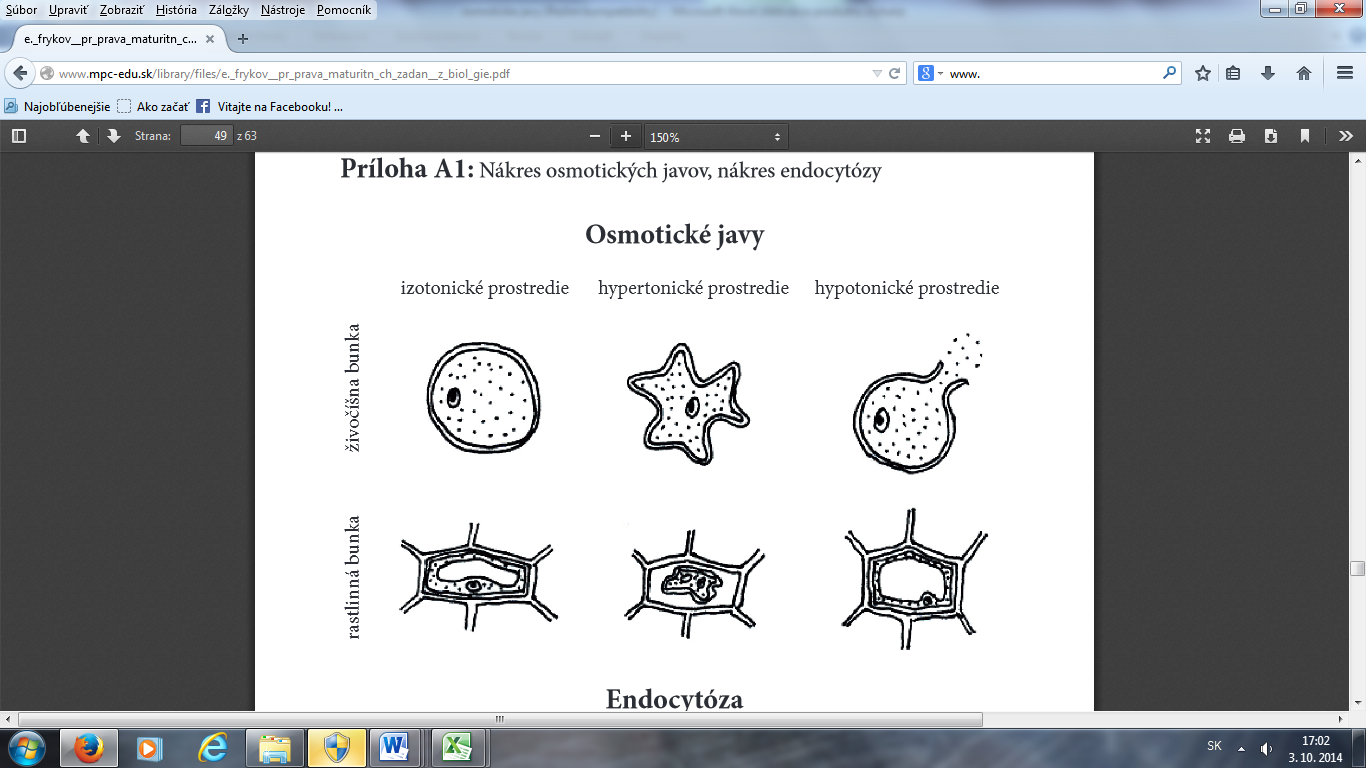 Súbor Upraviť Zobraziť História Záložky Nástroje Pomocník
e._frykov__pr_prava_maturitn_c...
www.mpc-edu.sk/library/files/e._frykov__pr_prava_maturitn_ch_zadan__z_biol_gie.pdf
www.
Najobľúbenejšie Ako začať Vitajte na Facebooku! ...
Strana: 49 z 63
150%
Príloha A1: Nákres osmotických javov, nákres endocytózy
Osmotické javy
izotonické prostredie hypertonické prostredie hypotonické prostredie
živočíšna bunka
rastlinná bunka
Endocytóza
SK
17:02
3. 10. 2014